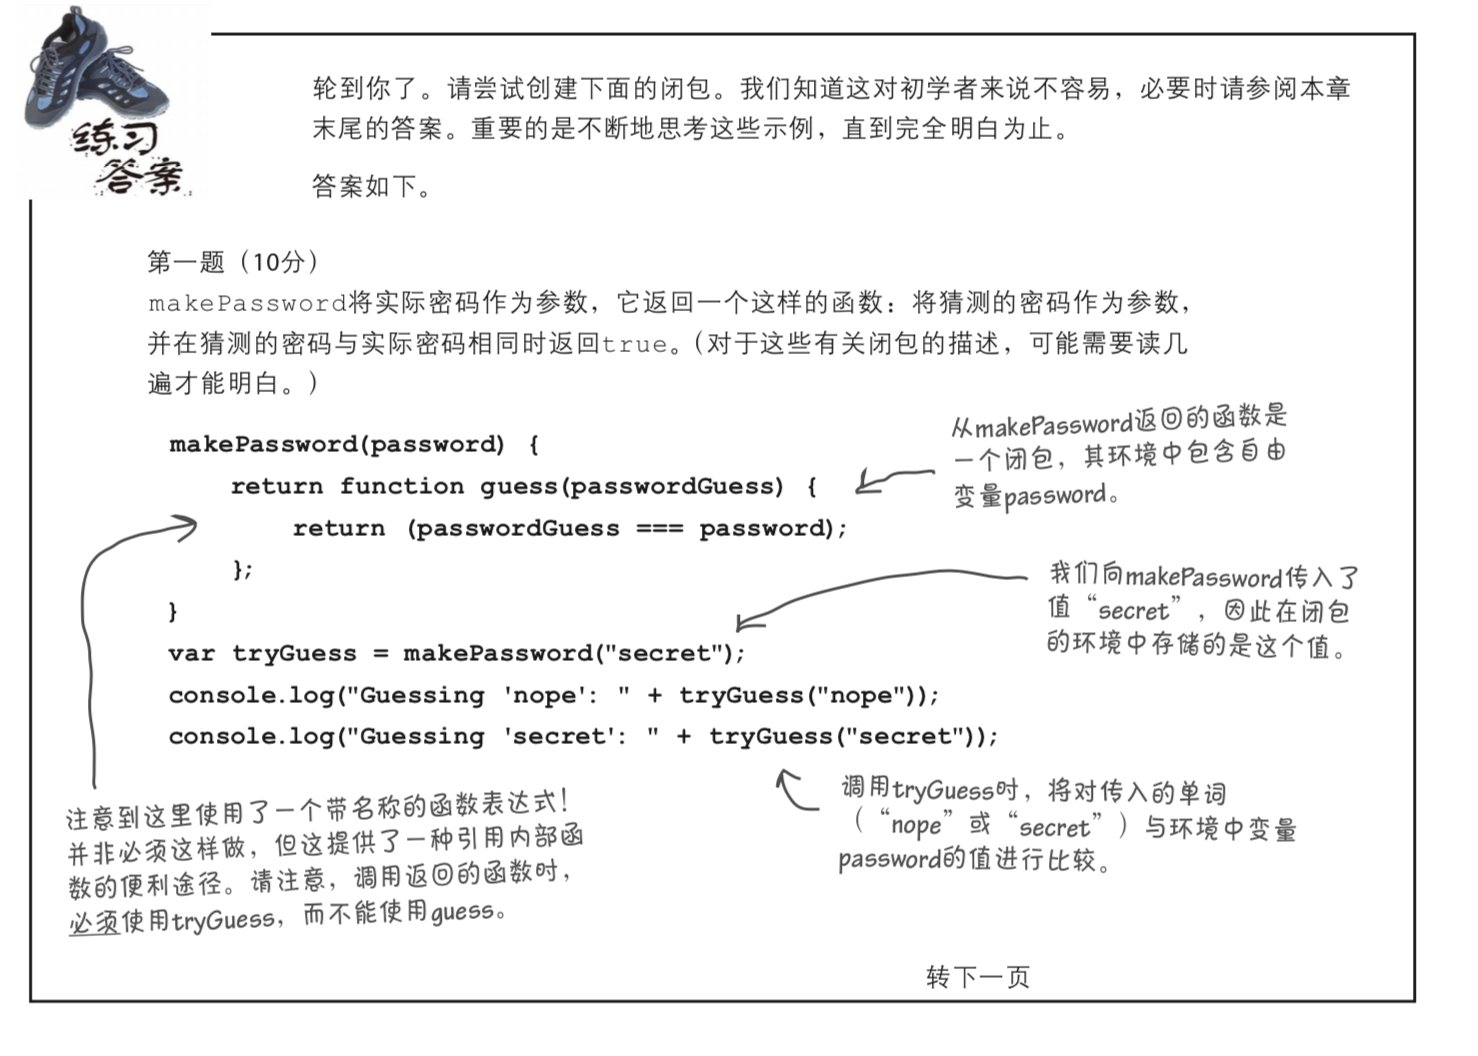 练习
答案
轮到你了。请尝试创建下面的闭包。我们知道这对初学者来说不容易，必要时请参阅本章
末尾的答案。重要的是不断地思考这些示例，直到完全明白为止。
答案如下。
第一题（10分）
makePassword将实际密码作为参数，它返回一个这样的函数：将猜测的密码作为参数，
并在猜测的密码与实际密码相同时返回true。（对于这些有关闭包的描述，可能需要读几
遍才能明白。）
makePassword(password) {
return function guess(passwordGuess) {
return (passwordGuess === password);
};
}
var tryGuess = makePassword("secret");
console.log("Guessing 'nope': " + tryGuess("nope"));
console.log("Guessing 'secret': " + tryGuess("secret"));
从makePassword返回的函数是
一个闭包，其环境中包含自由
变量password。
我们向makePassword传入了
值“secret”，因此在闭包
的环境中存储的是这个值。
调用tryGuess时，将对传入的单词
（“nope”或“secret”）与环境中变量
password的值进行比较。
注意到这里使用了一个带名称的函数表达式！
并非必须这样做，但这提供了一种引用内部函
数的便利途径。请注意，调用返回的函数时，
必须使用tryGuess，而不能使用guess。
转下一页